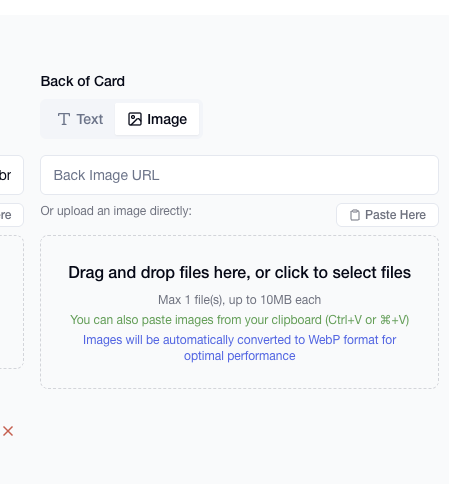 Back of Card
Text
Image
br
Back Image URL
ere
Or upload an image directly:
Paste Here
Drag and drop files here, or click to select files
Max 1 file(s), up to 10MB each
You can also paste images from your clipboard (Ctrl+V or ⌘+V)
Images will be automatically converted to WebP format for
optimal performance